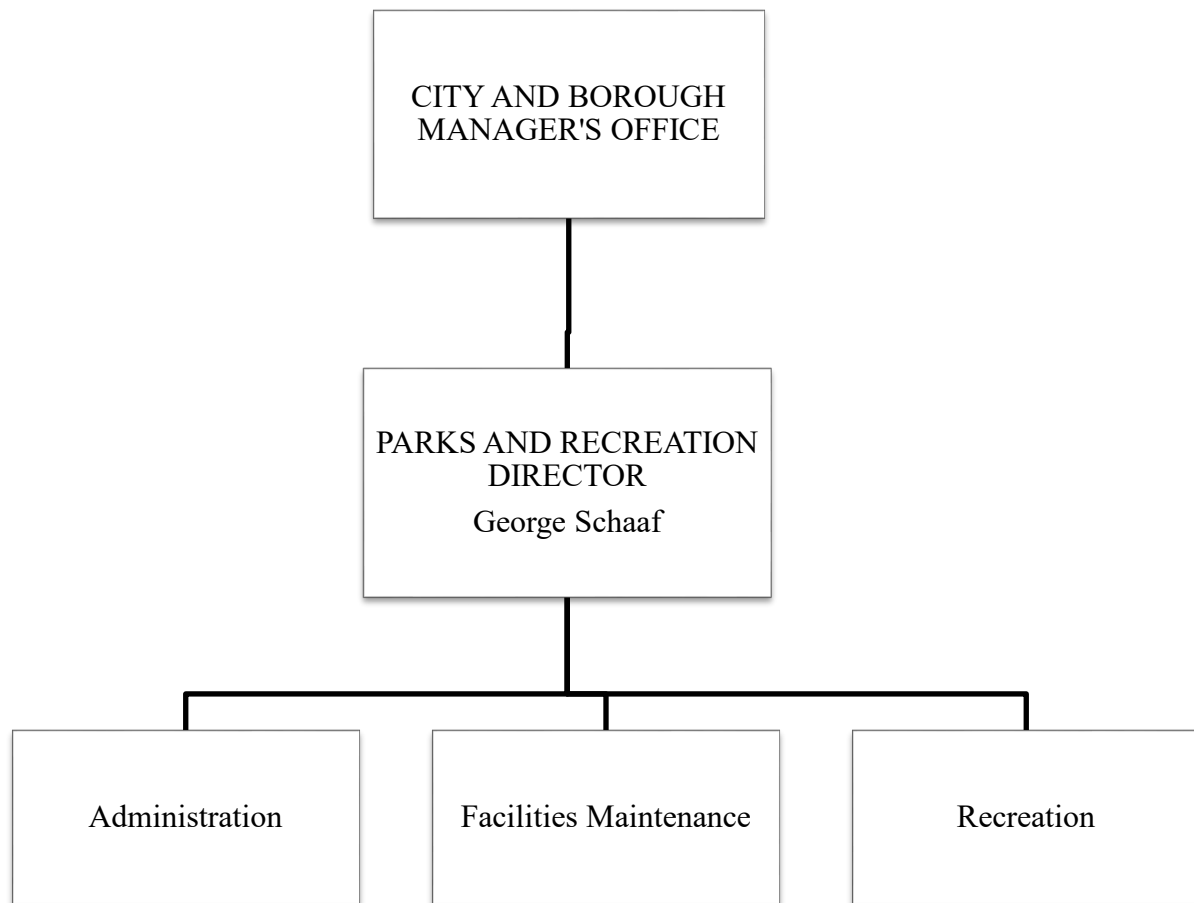 CITY AND BOROUGH
MANAGER'S OFFICE
PARKS AND RECREATION
DIRECTOR
George Schaaf
Administration
Facilities Maintenance
Recreation